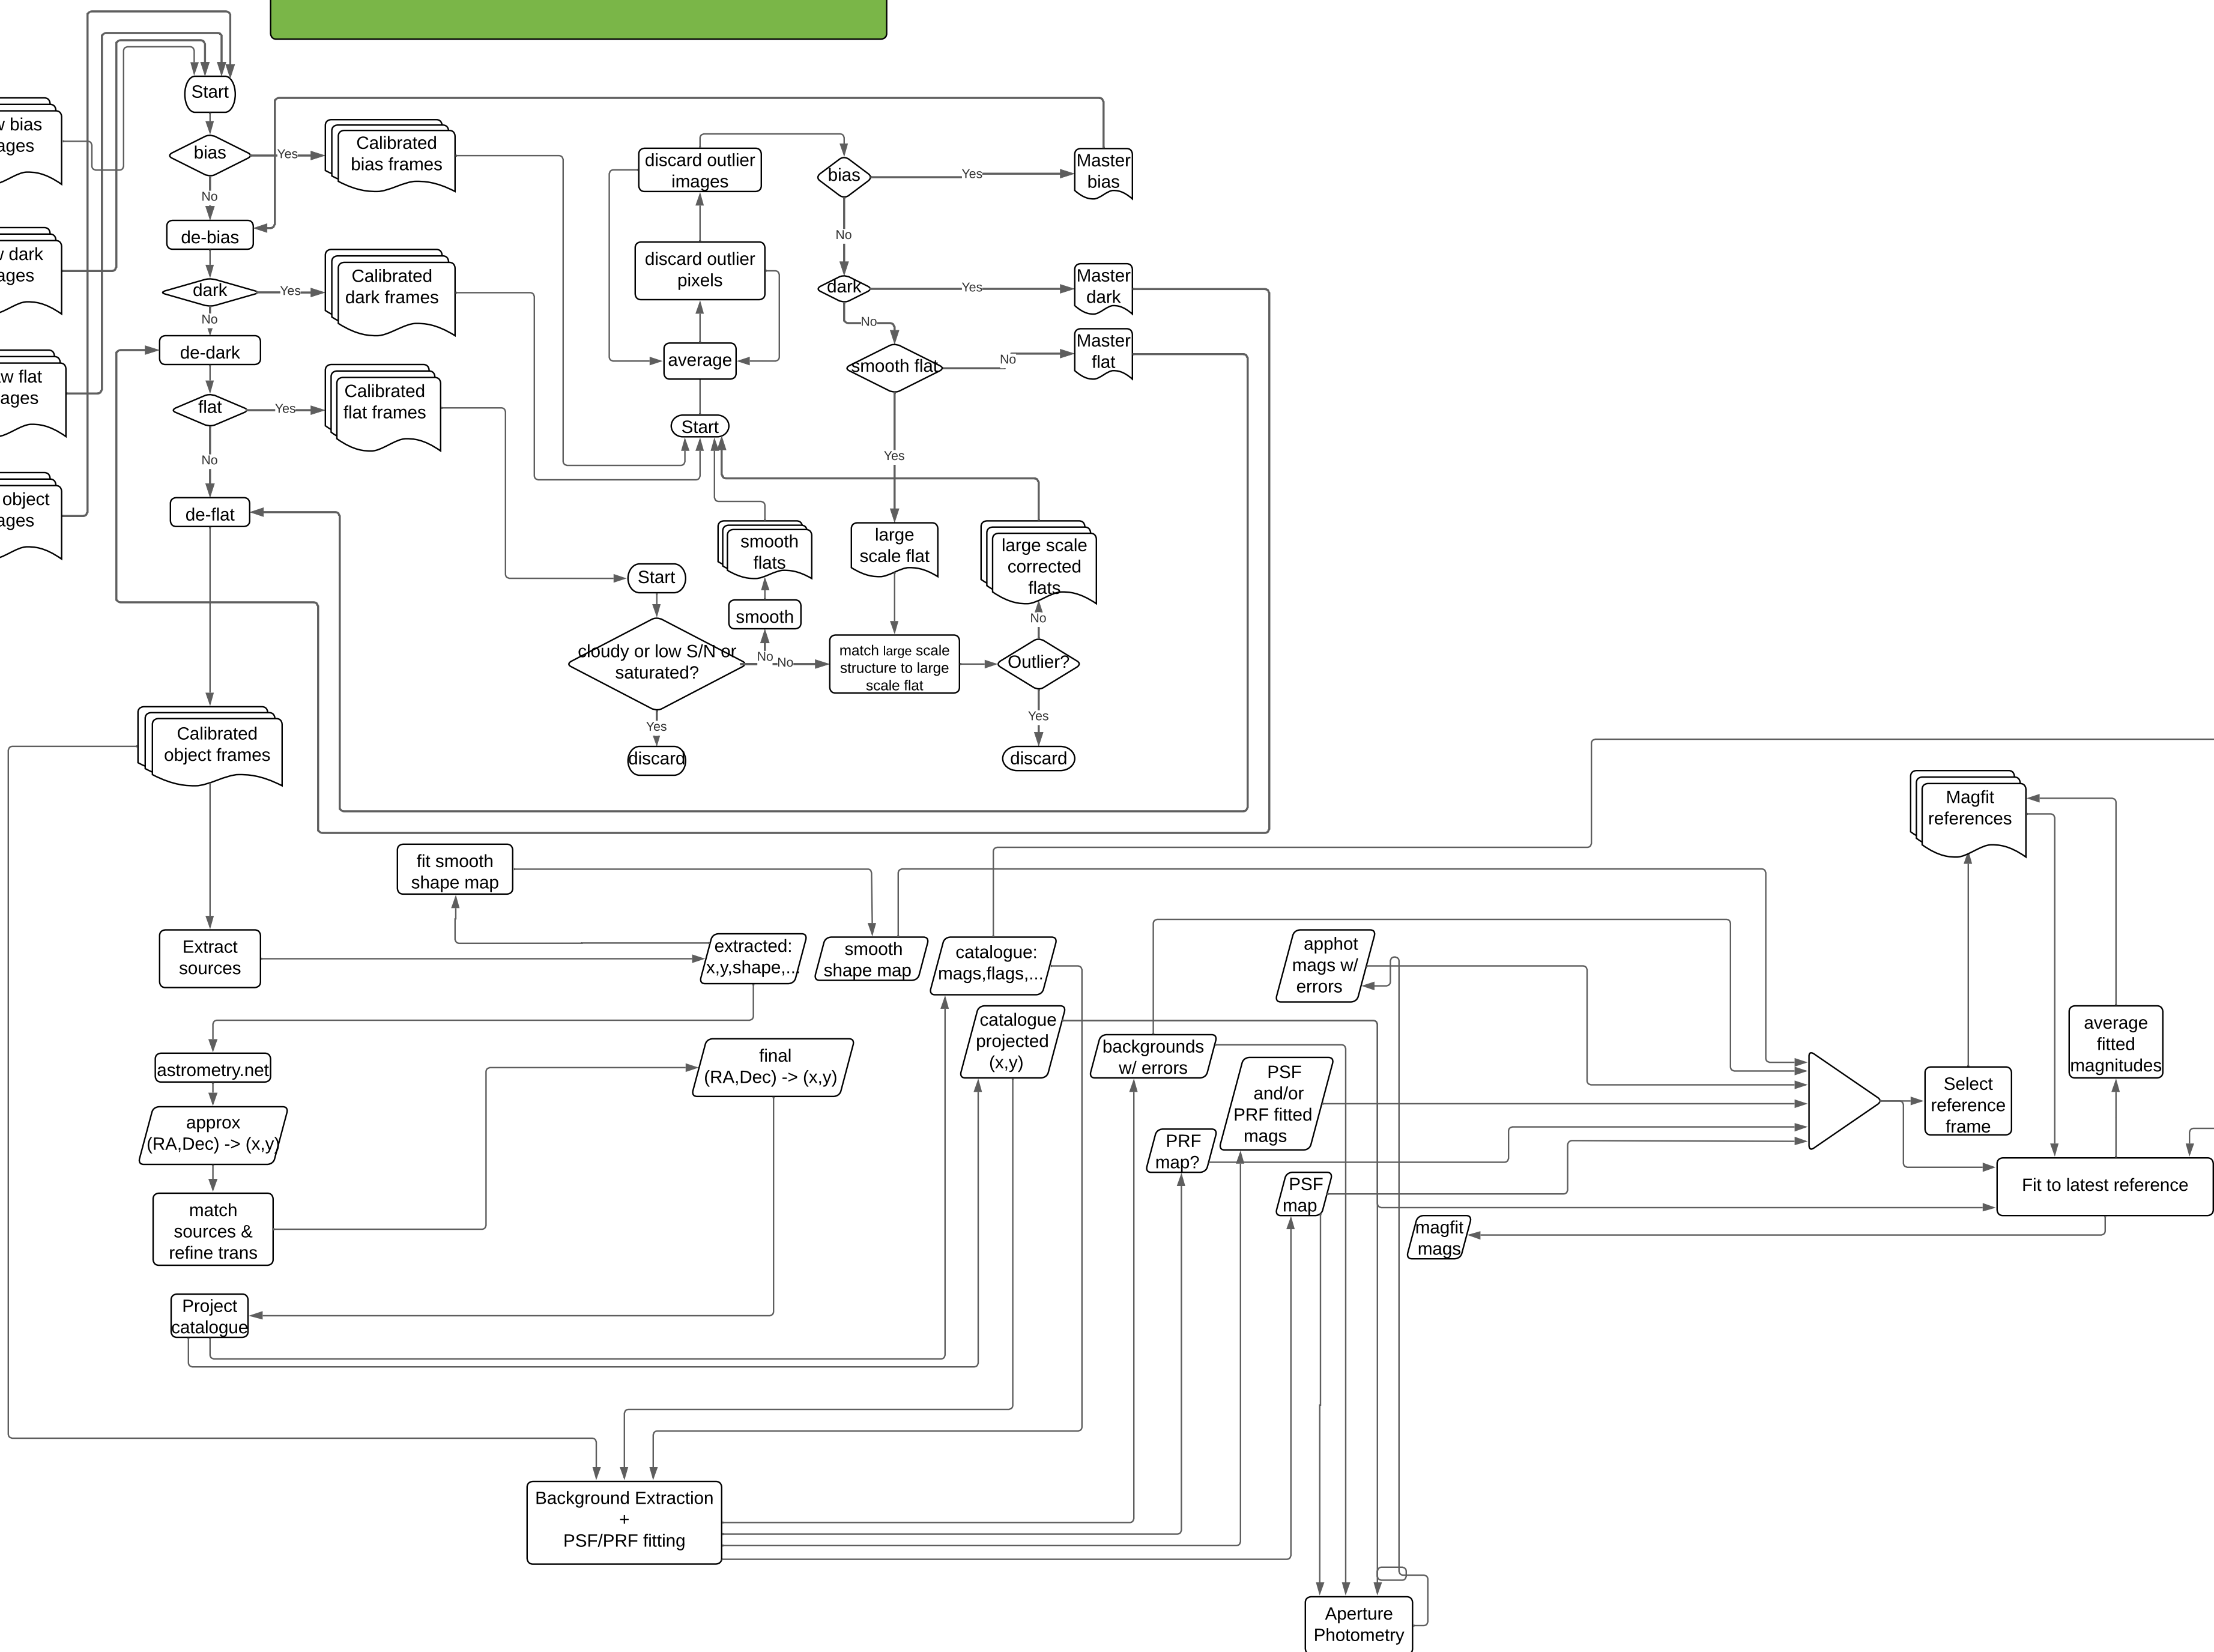 Start
w bias
ages
bias
Yes
Calibrated
bias frames
No
de-bias
w dark
ages
dark
Yes
Calibrated
dark frames
No
de-dark
w flat
ages
flat
Yes
Calibrated
flat frames
No
object
ages
de-flat
discard outlier
images
discard outlier
pixels
average
Start
bias
Yes
Master
bias
No
dark
Yes
Master
dark
No
smooth flat
No
Master
flat
Yes
smooth
flats
large
scale flat
large scale
corrected
flats
Start
smooth
No
cloudy or low S/N or
saturated?
No
No
match large scale
structure to large
scale flat
Outlier?
Yes
Yes
discard
discard
Calibrated
object frames
Magfit
references
fit smooth
shape map
Extract
sources
extracted:
x,y,shape,...
smooth
shape map
catalogue:
mags,flags,...
apphot
mags w/
errors
catalogue
projected
(x,y)
backgrounds
w/ errors
PSF
and/or
PRF fitted
mags
average
fitted
magnitudes
astrometry.net
final
(RA,Dec) -> (x,y)
Select
reference
frame
approx
(RA,Dec) -> (x,y)
PRF
map?
PSF
map
Fit to latest reference
match
sources &
refine trans
magfit
mags
Project
catalogue
Background Extraction
+
PSF/PRF fitting
Aperture
Photometry